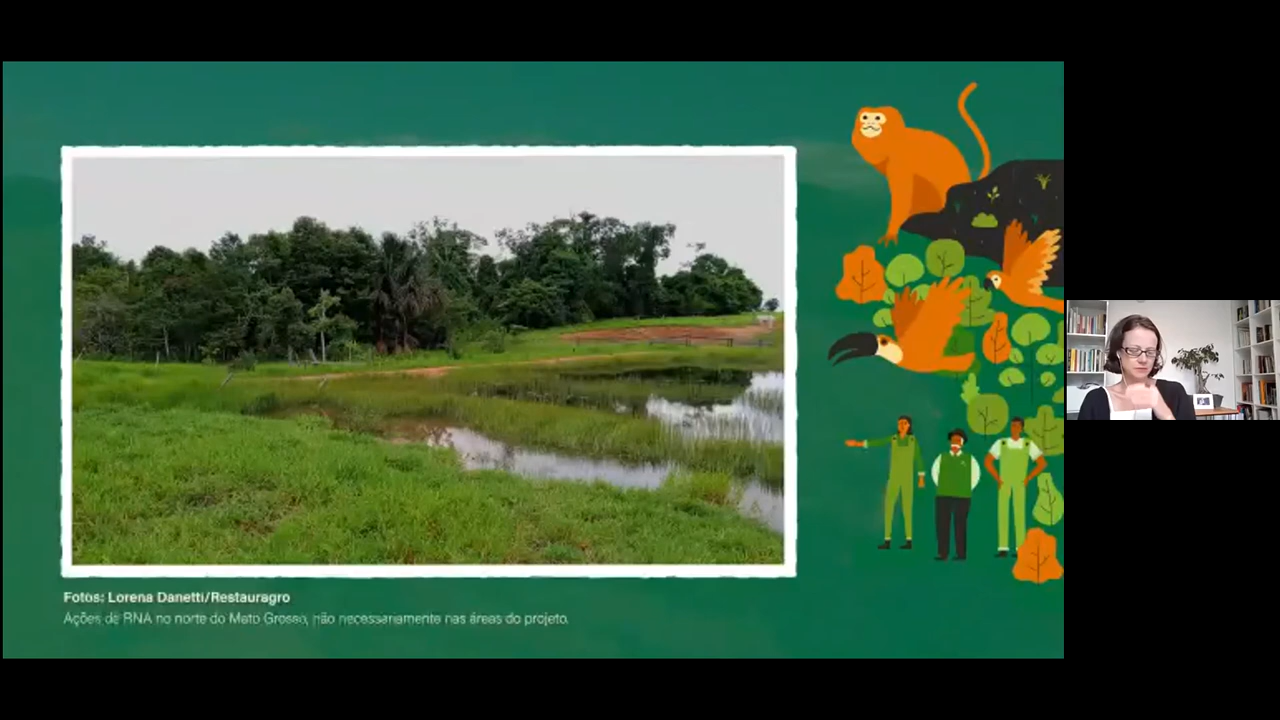 Fotos: Lorena Danetti/Restauragro
Ações de RNA no norte do Mato Grosso, não necessariamente nas áreas do projeto.